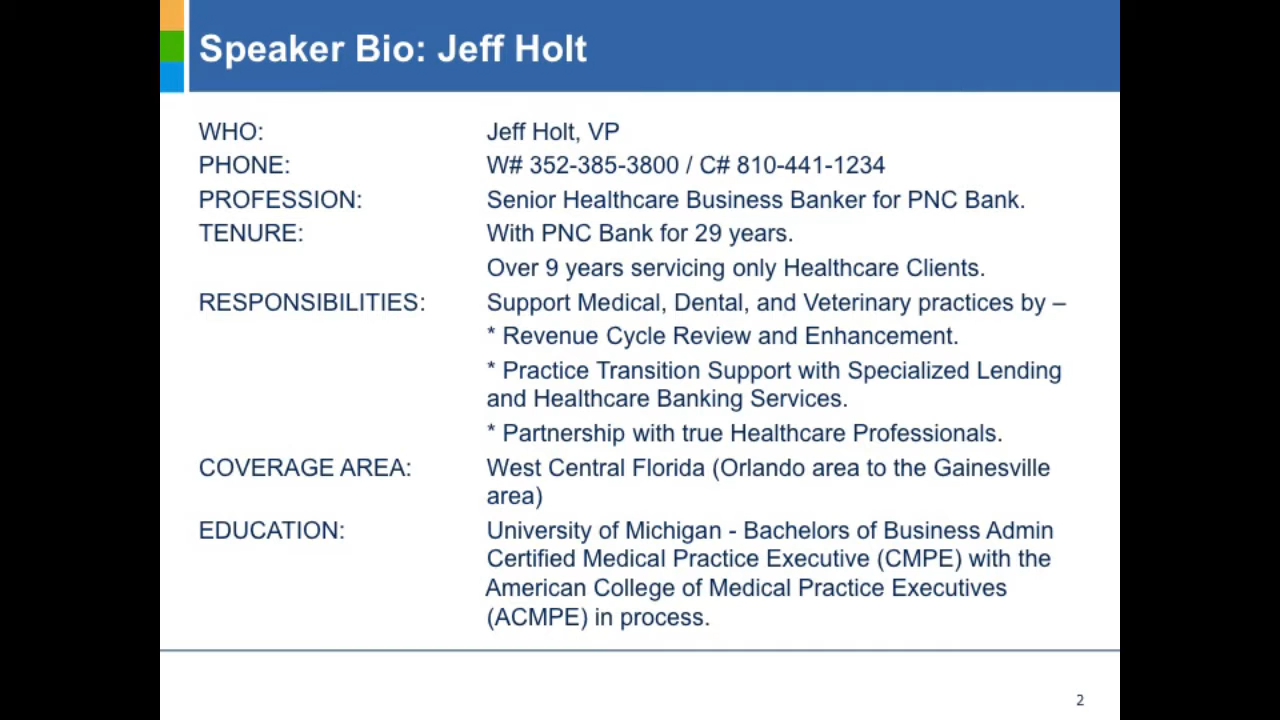 Speaker Bio: Jeff Holt
WHO: Jeff Holt, VP
PHONE: W# 352-385-3800 / C# 810-441-1234
PROFESSION: Senior Healthcare Business Banker for PNC Bank.
TENURE: With PNC Bank for 29 years.
Over 9 years servicing only Healthcare Clients.
RESPONSIBILITIES: Support Medical, Dental, and Veterinary practices by –
* Revenue Cycle Review and Enhancement.
* Practice Transition Support with Specialized Lending
and Healthcare Banking Services.
* Partnership with true Healthcare Professionals.
COVERAGE AREA: West Central Florida (Orlando area to the Gainesville
area)
EDUCATION: University of Michigan - Bachelors of Business Admin
Certified Medical Practice Executive (CMPE) with the
American College of Medical Practice Executives
(ACMPE) in process.
2